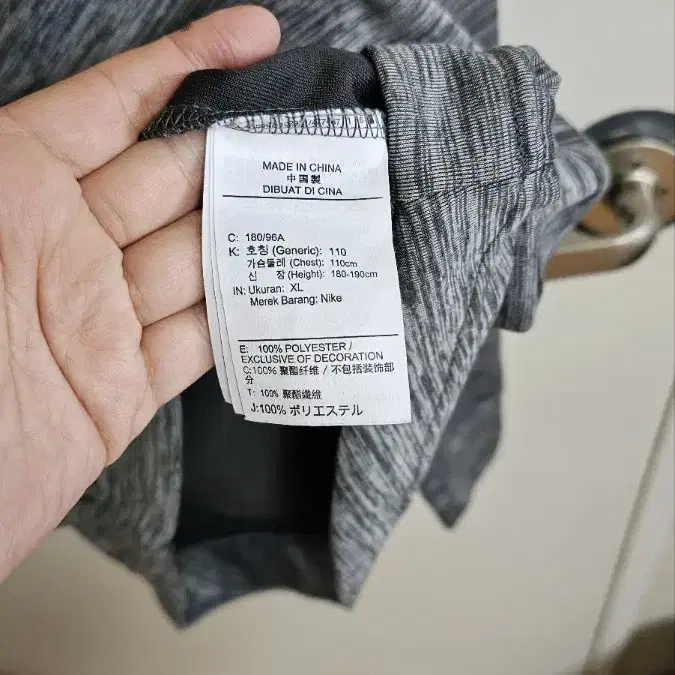 MADE IN CHINA
中国製
DIBUAT DI CINA
C: 180/96A
K: 호칭 (Generic): 110
가슴둘레 (Chest): 110cm
신 장 (Height): 180-190cm
IN: Ukuran: XL
Merek Barang: Nike
E: 100% POLYESTER /
EXCLUSIVE OF DECORATION
C:100% 聚酯纤维 / 不包括装饰部
分
T: 100% 聚酯纖維
J:100% ポリエステル